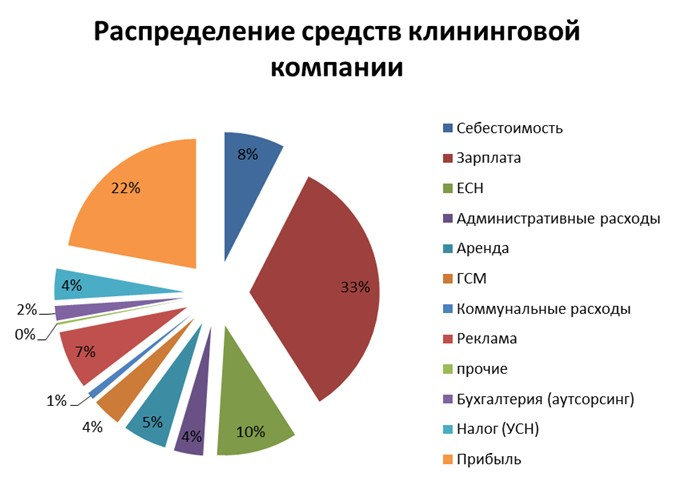 Распределение средств клининговой
компании
8%
33%
10%
4%
5%
4%
1%
7%
0%
2%
4%
22%
Себестоимость
Зарплата
ЕСН
Административные расходы
Аренда
ГСМ
Коммунальные расходы
Реклама
прочие
Бухгалтерия (аутсорсинг)
Налог (УСН)
Прибыль